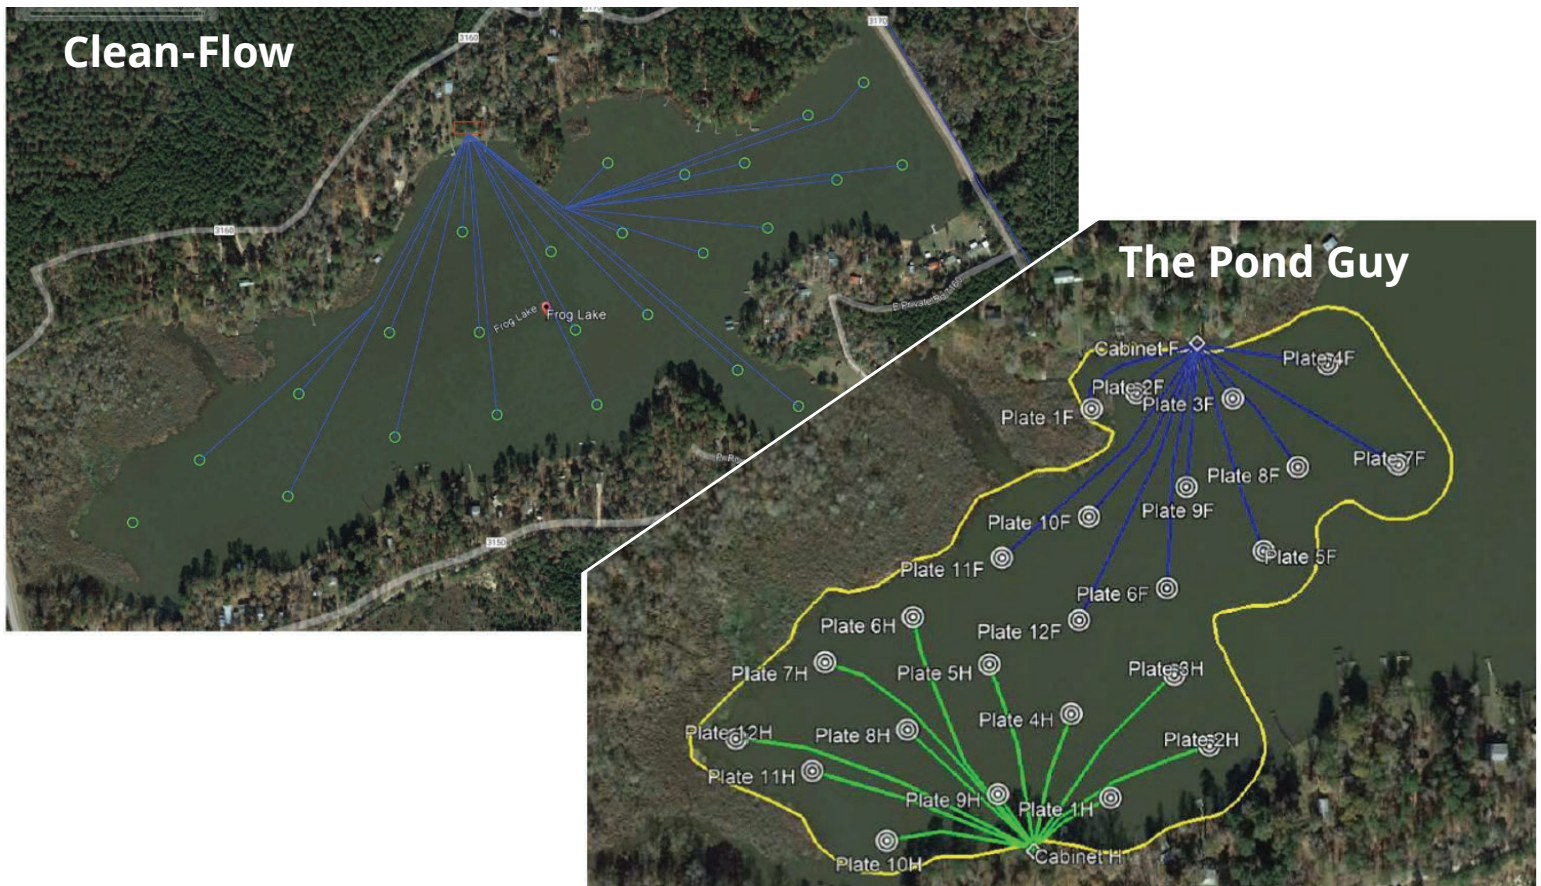 3160
3170
Clean-Flow
3160
Frog Lake
Frog Lake
3150
The Pond Guy
Cabinet F
Plate 4F
Plate 2F
Plate 3F
Plate 1F
Plate 7F
Plate 8F
Plate 9F
Plate 10F
Plate 5F
Plate 11F
Plate 6F
Plate 6H
Plate 12F
Plate 7H
Plate 5H
Plate 3H
Plate 4H
Plate 12H
Plate 8H
Plate 2H
Plate 11H
Plate 9H
Plate 1H
Cabinet H
Plate 10H